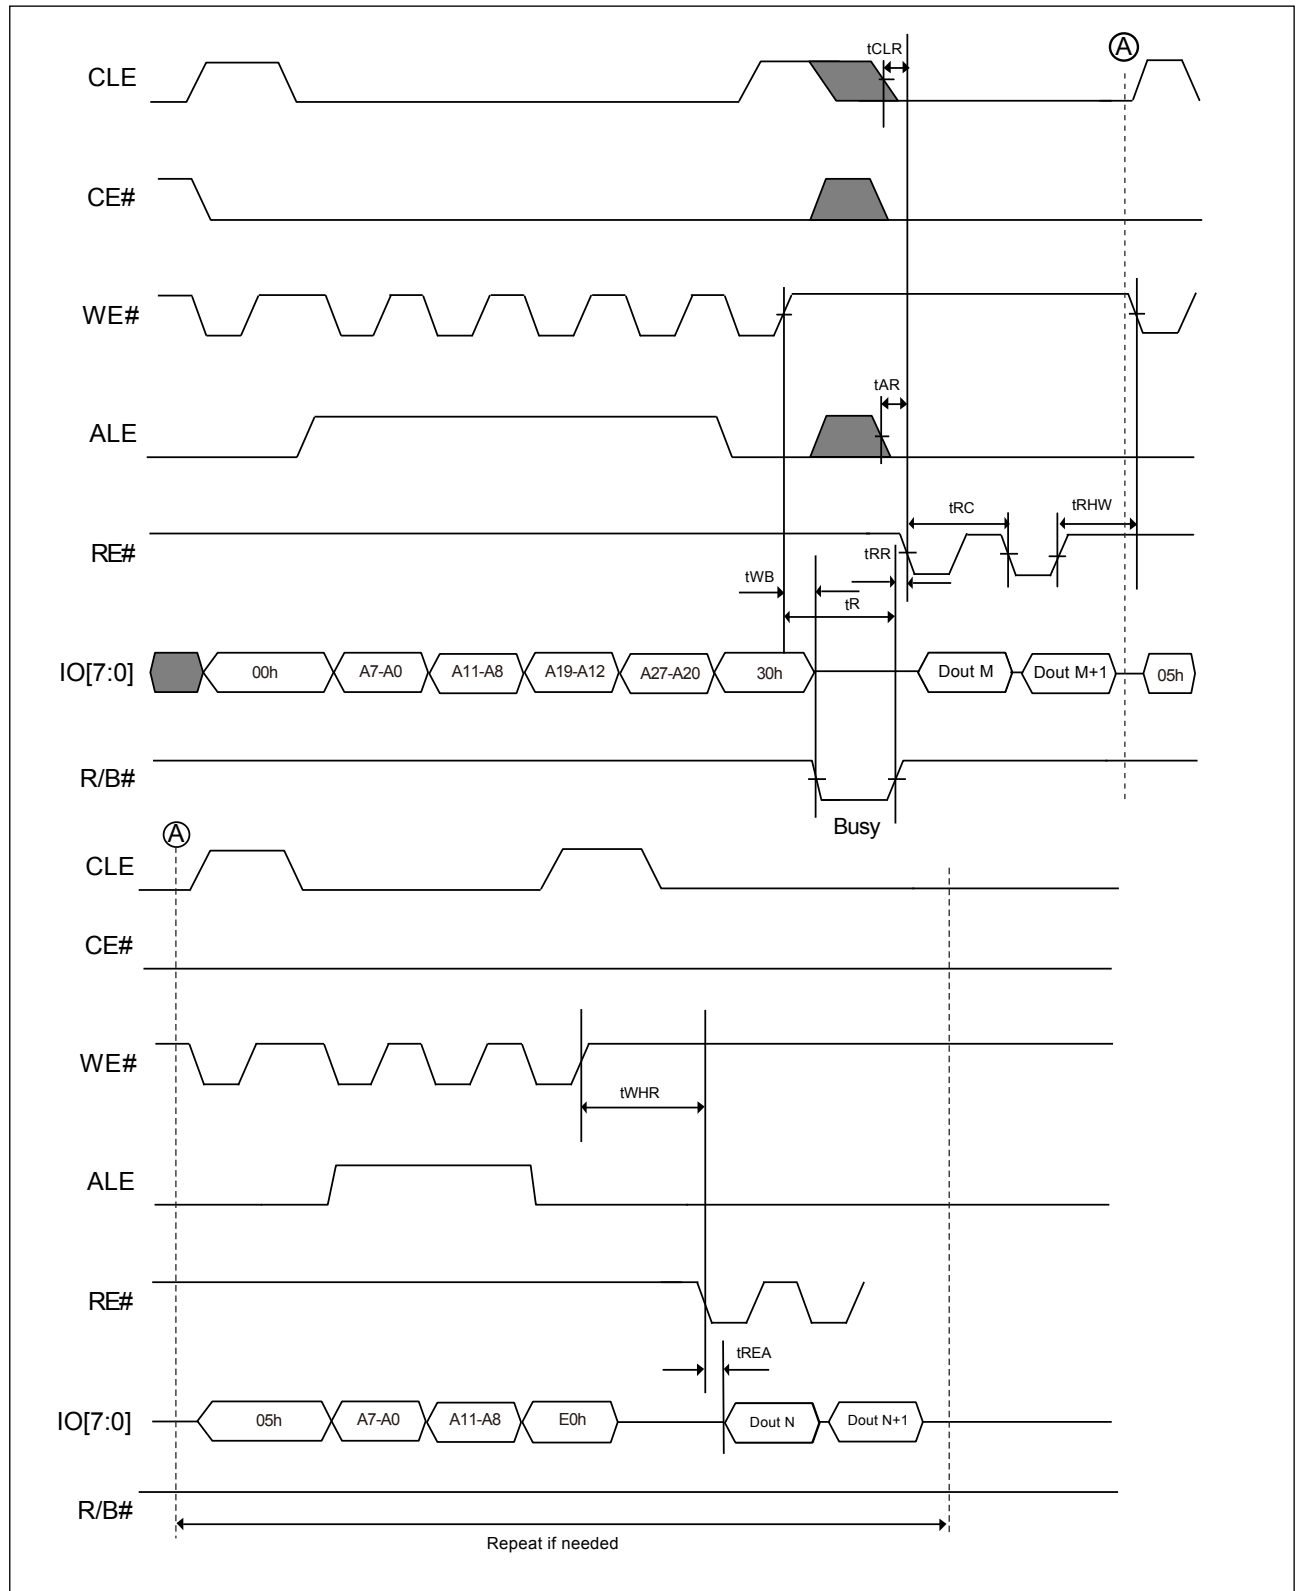 tCLR
A
CLE
CE#
WE#
tAR
ALE
tRC
tRHW
RE#
tRR
tWB
tR
IO[7:0] 00h A7-A0 A11-A8 A19-A12 A27-A20 30h Dout M Dout M+1 05h
R/B#
Busy
A
CLE
CE#
WE#
tWHR
ALE
RE#
tREA
IO[7:0] 05h A7-A0 A11-A8 E0h Dout N Dout N+1
R/B#
Repeat if needed